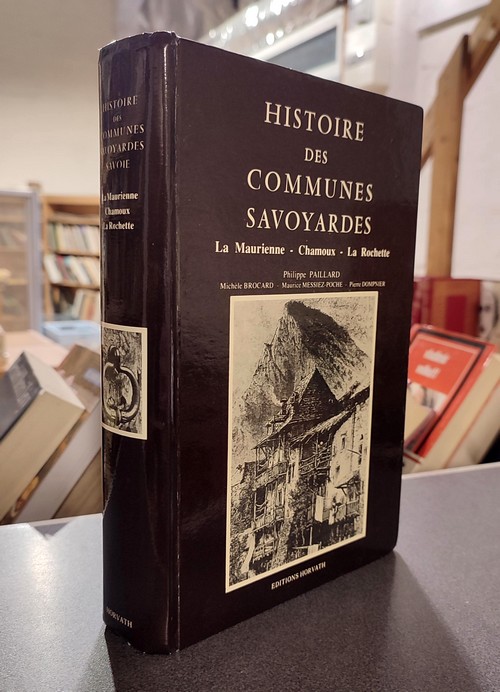 HISTOIRE
DES
COMMUNES
SAVOYARDES
SAVOIE
La Maurienne
Chamoux
La Rochette
HORVATH
HISTOIRE
DES
COMMUNES
SAVOYARDES
La Maurienne - Chamoux - La Rochette
Philippe PAILLARD
Michèle BROCARD - Maurice MESSIEZ-POCHE - Pierre DOMPNIER
EDITIONS HORVATH